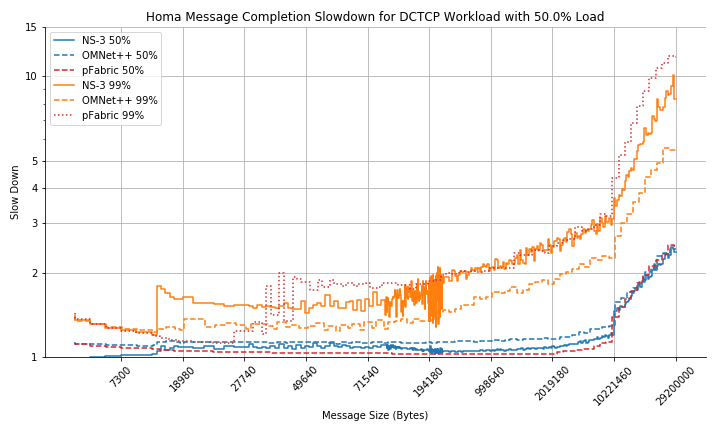 Homa Message Completion Slowdown for DCTCP Workload with 50.0% Load
15
10
5
4
3
2
1
Slow Down
NS-3 50%
OMNet++ 50%
pFabric 50%
NS-3 99%
OMNet++ 99%
pFabric 99%
7300
18980
27740
49640
71540
194180
998640
2019180
10221460
29200000
Message Size (Bytes)